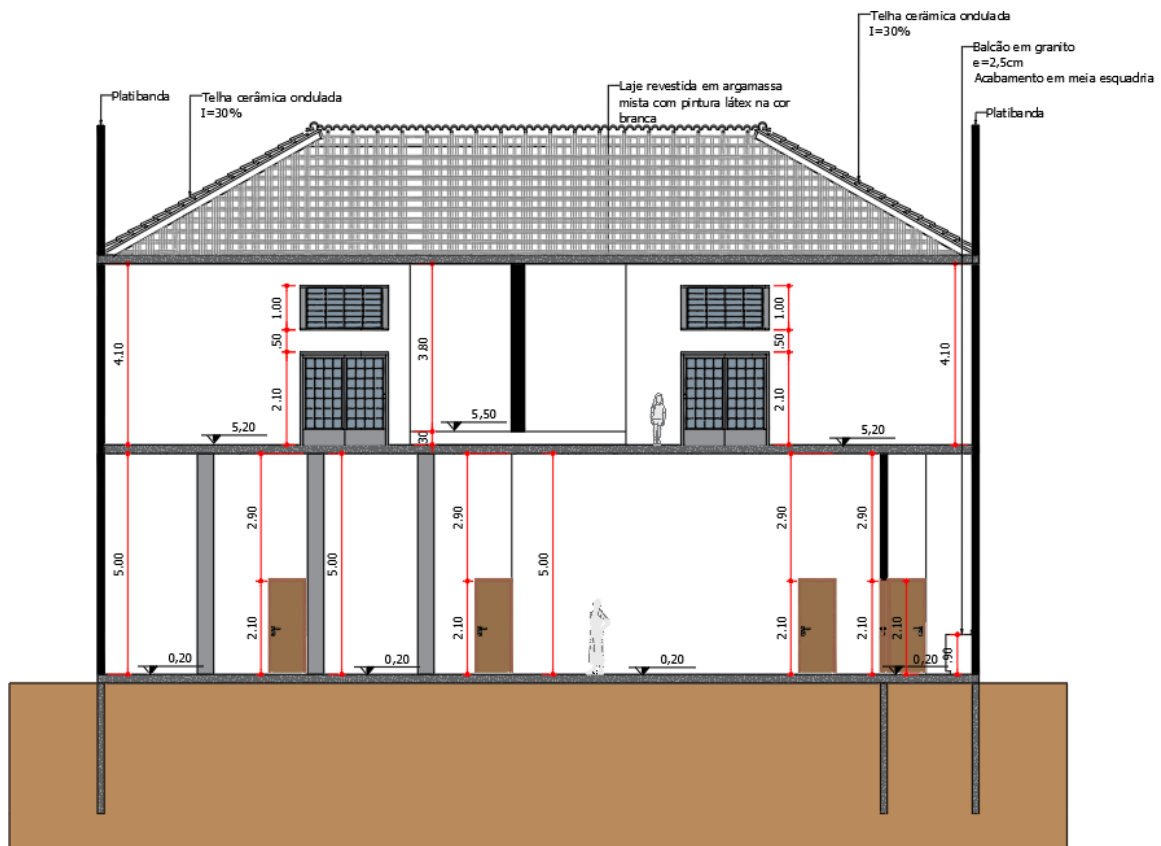 Telha cerämica ondulada
I=30%
Balcão em granito
e=2,5cm
Acabamento em meia esquadria
Platibanda
Telha cerâmica ondulada
I=30%
Laje revestida em argamassa
mista com pintura látex na cor
branca
Platibanda
4.10
1.00
.50
2.10
3.80
.30
5,20
5,50
1.00
.50
2.10
5,20
4.10
5.00
2.90
2.10
5.00
2.90
2.10
5.00
2.90
2.10
2.90
2.10
2.10
.90
0,20
0,20
0,20
0,20